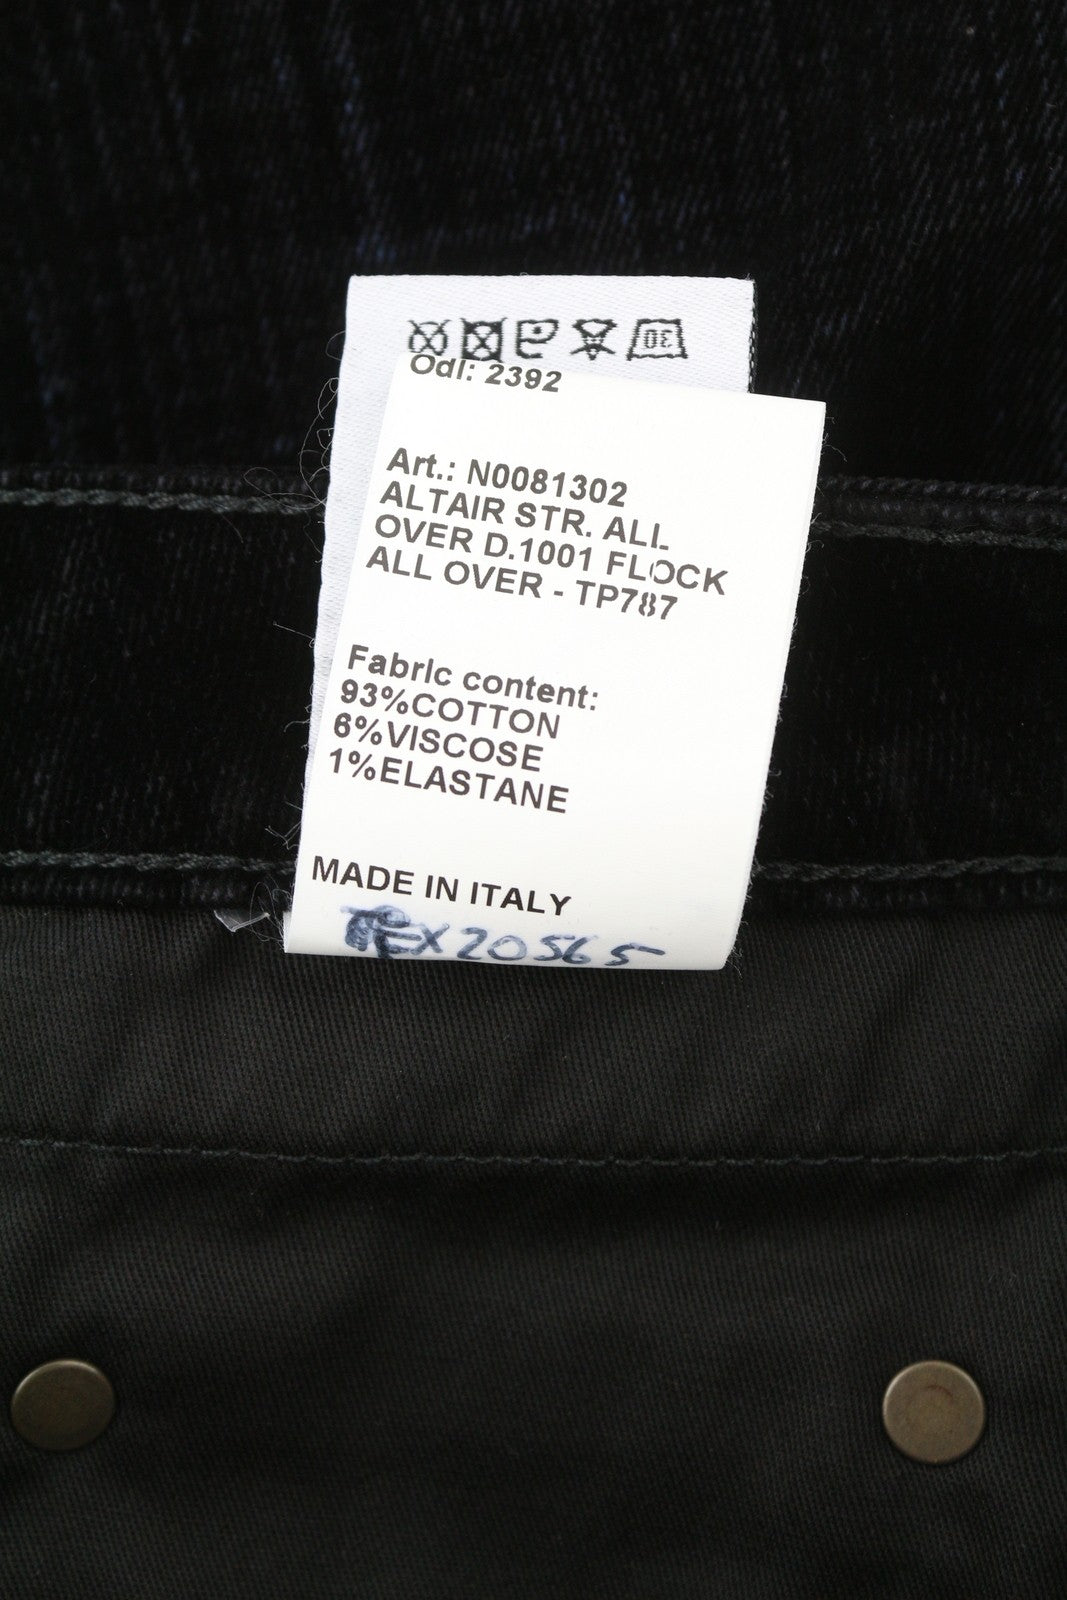 30
Odl: 2392
Art.: N0081302
ALTAIR STR. ALL
OVER D.1001 FLOCK
ALL OVER - TP787
Fabric content:
93%COTTON
6%VISCOSE
1%ELASTANE
MADE IN ITALY
TEX20565